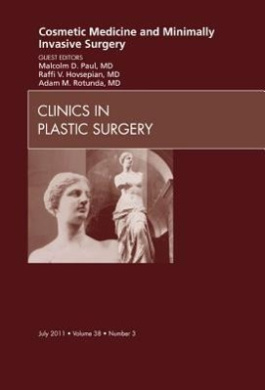 Cosmetic Medicine and Minimally
Invasive Surgery
GUEST EDITORS
Malcolm D. Paul, MD
Raffi V. Hovsepian, MD
Adam M. Rotunda, MD
CLINICS IN
PLASTIC SURGERY
July 2011 • Volume 38 • Number 3